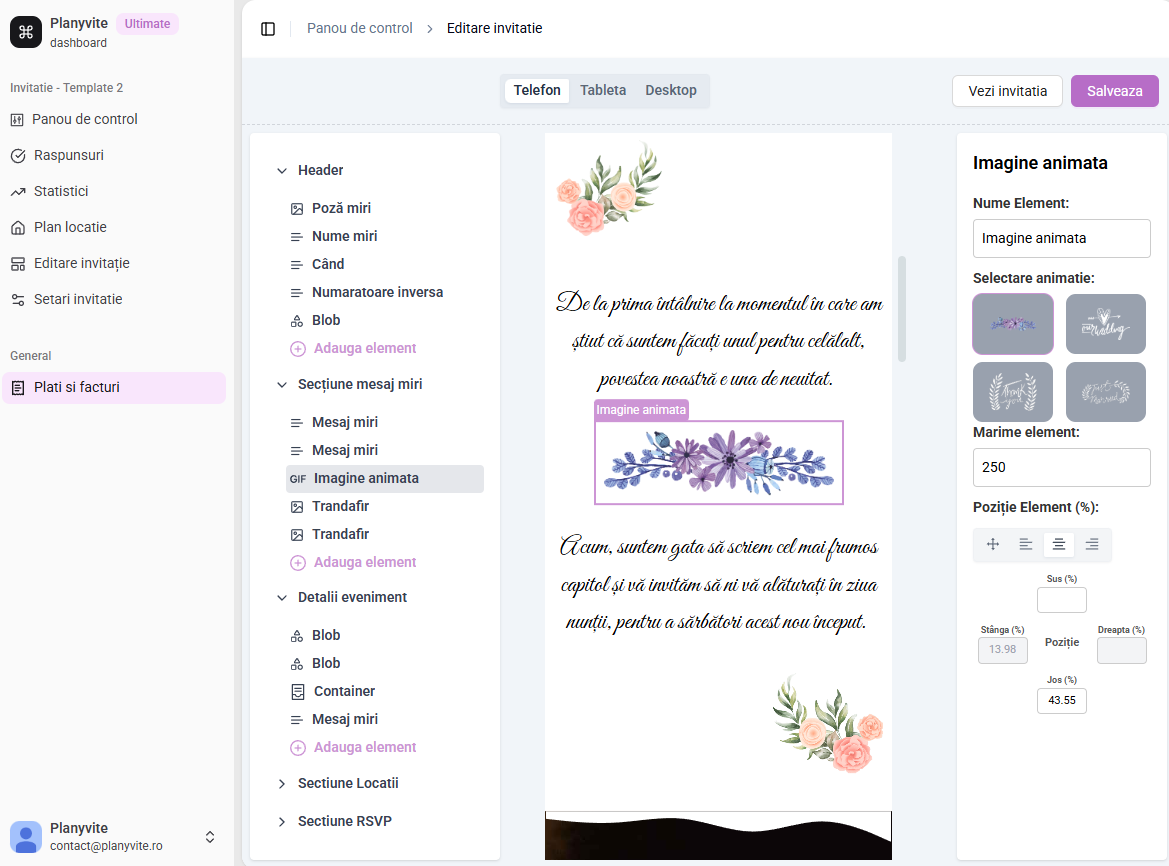 Planyvite
Ultimate
dashboard
Invitatie - Template 2
Panou de control
Raspunsuri
Statistici
Plan locatie
Editare invitație
Setari invitatie
General
Plati si facturi
Planyvite
contact@planyvite.ro
Panou de control
Editare invitatie
Telefon
Tableta
Desktop
Vezi invitatia
Salveaza
Header
Poză miri
Nume miri
Când
Numaratoare inversa
Blob
Adauga element
Secțiune mesaj miri
Mesaj miri
Mesaj miri
GIF Imagine animata
Trandafir
Trandafir
Adauga element
Detalii eveniment
Blob
Blob
Container
Mesaj miri
Adauga element
Sectiune Locatii
Sectiune RSVP
De la prima întâlnire la momentul în care am
știut că suntem făcuți unul pentru celălalt,
povestea noastră e una de neuitat.
Imagine animata
Acum, suntem gata să scriem cel mai frumos
capitol și vă invităm să ni vă alăturați în ziua
nunții, pentru a sărbători acest nou început.
Imagine animata
Nume Element:
Imagine animata
Selectare animatie:
our Wedding
Thank you
Just Married
Marime element:
250
Poziție Element (%):
Sus (%)
Stânga (%)
13.98
Poziție
Dreapta (%)
Jos (%)
43.55